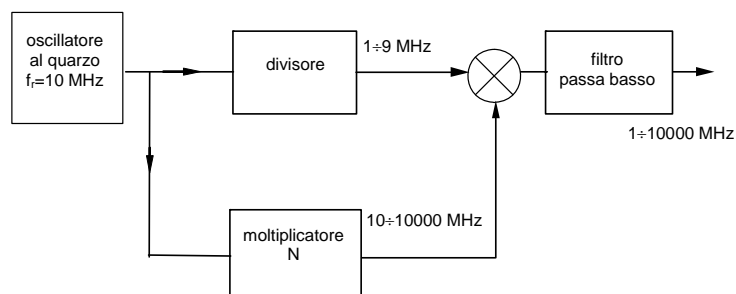 oscillatore
al quarzo
fr=10 MHz
divisore
1÷9 MHz
filtro
passa basso
1÷10000 MHz
moltiplicatore
N
10÷10000 MHz